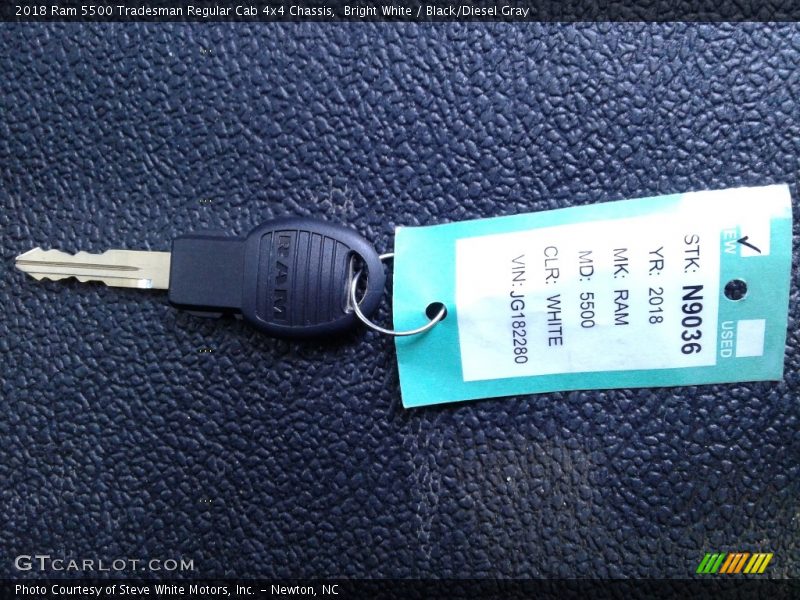 2018 Ram 5500 Tradesman Regular Cab 4x4 Chassis,  Bright White / Black/Diesel Gray
RAM
NEW
USED
STK: N9036
YR: 2018
MK: RAM
MD: 5500
CLR: WHITE
VIN: JG182280
GTCARLOT.COM
Photo Courtesy of Steve White Motors, Inc. – Newton, NC